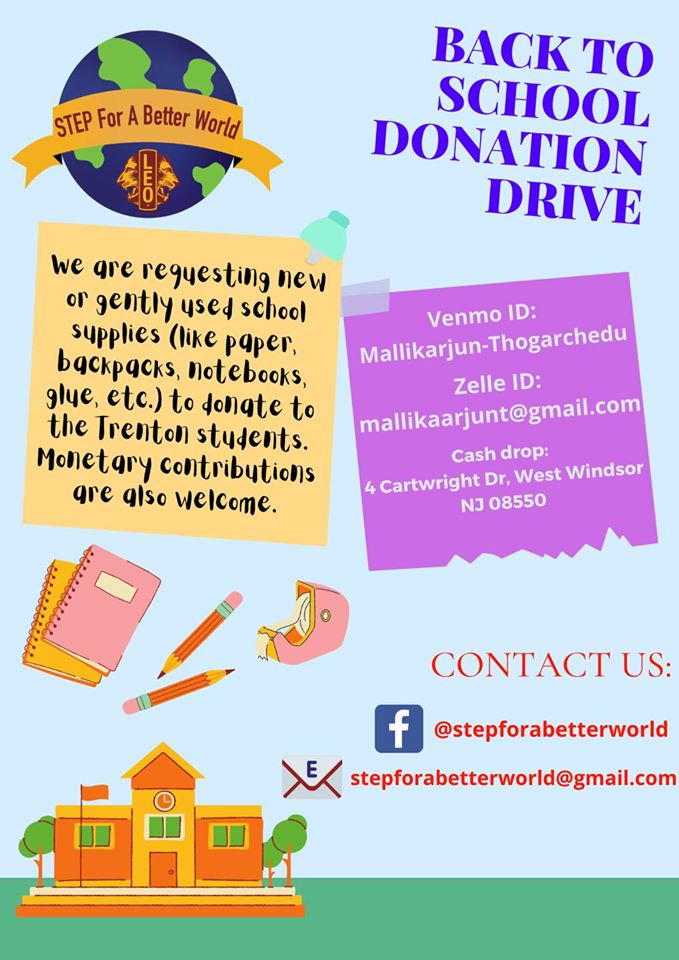 STEP For A Better World
LEO
BACK TO
SCHOOL
DONATION
DRIVE
We are requesting new
or gently used school
supplies (like paper,
backpacks, notebooks,
glue, etc.) to donate to
the Trenton students.
Monetary contributions
are also welcome.
Venmo ID:
Mallikarjun-Thogarchedu
Zelle ID:
mallikaarjunt@gmail.com
Cash drop:
4 Cartwright Dr, West Windsor
NJ 08550
CONTACT US:
f @stepforabetterworld
E stepforabetterworld@gmail.com